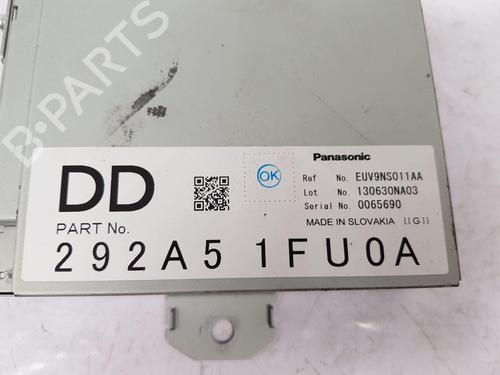 B-PARTS
DD
OK
Panasonic
Ref No. EUV9NS011AA
Lot No. 130630NA03
Serial No. 0065690
MADE IN SLOVAKIA [[G]]
PART No.
292A5 1FU0A